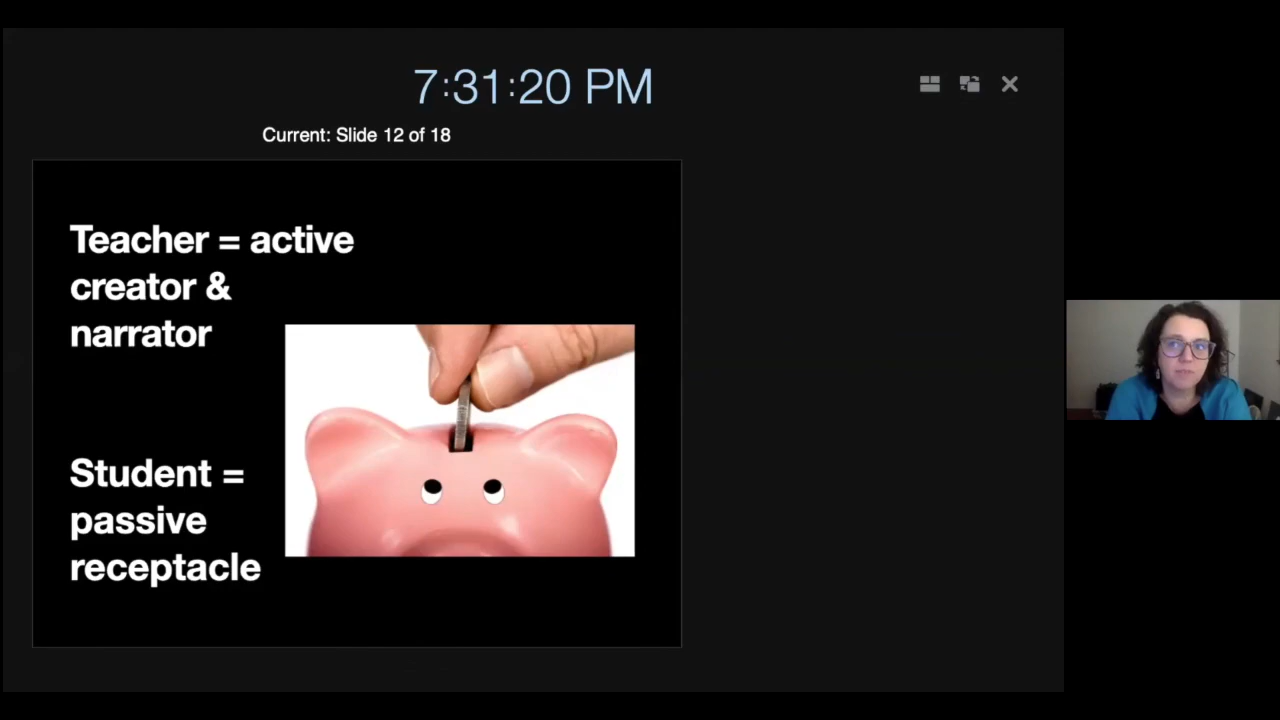 7:31:20 PM
Current: Slide 12 of 18
Teacher = active
creator &
narrator
Student =
passive
receptacle